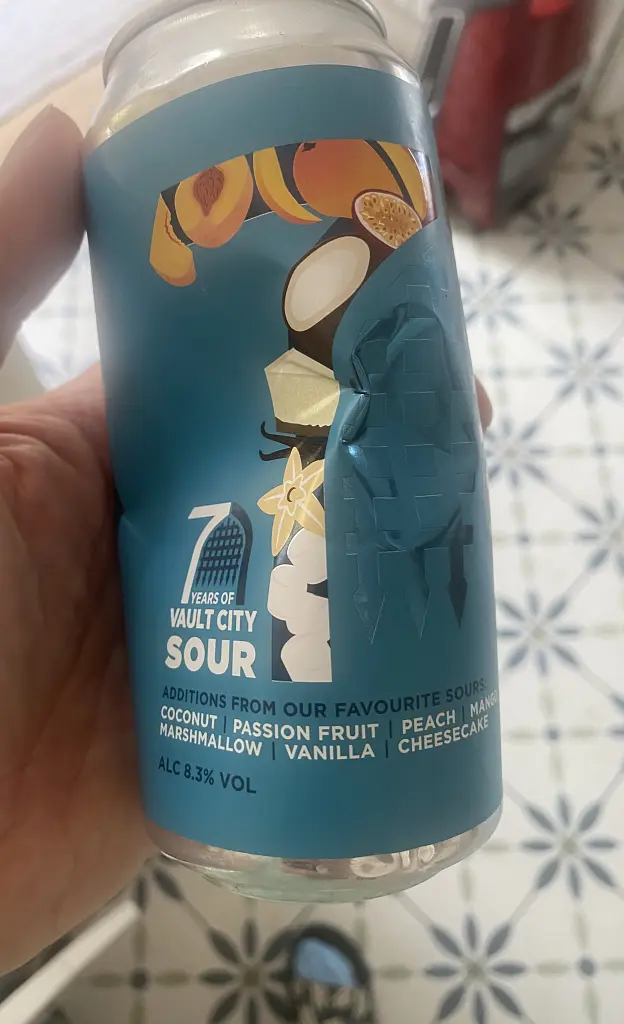 7
YEARS OF
VAULT CITY
SOUR
ADDITIONS FROM OUR FAVOURITE SOURS:
COCONUT | PASSION FRUIT | PEACH | MANGO
MARSHMALLOW | VANILLA | CHEESECAKE
ALC 8.3% VOL